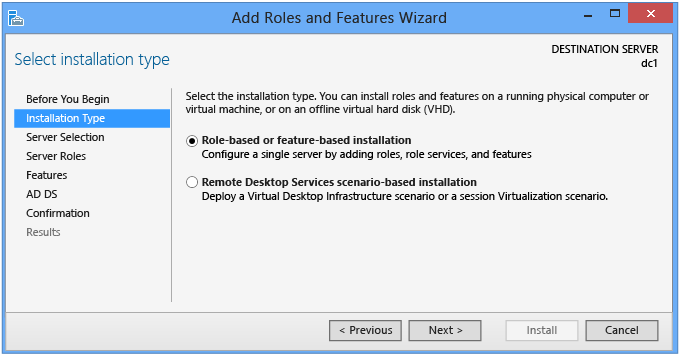 Add Roles and Features Wizard
Select installation type
DESTINATION SERVER
dc1
Before You Begin
Installation Type
Server Selection
Server Roles
Features
AD DS
Confirmation
Results
Select the installation type. You can install roles and features on a running physical computer or
virtual machine, or on an offline virtual hard disk (VHD).
Role-based or feature-based installation
Configure a single server by adding roles, role services, and features
Remote Desktop Services scenario-based installation
Deploy a Virtual Desktop Infrastructure scenario or a session Virtualization scenario.
< Previous
Next >
Install
Cancel